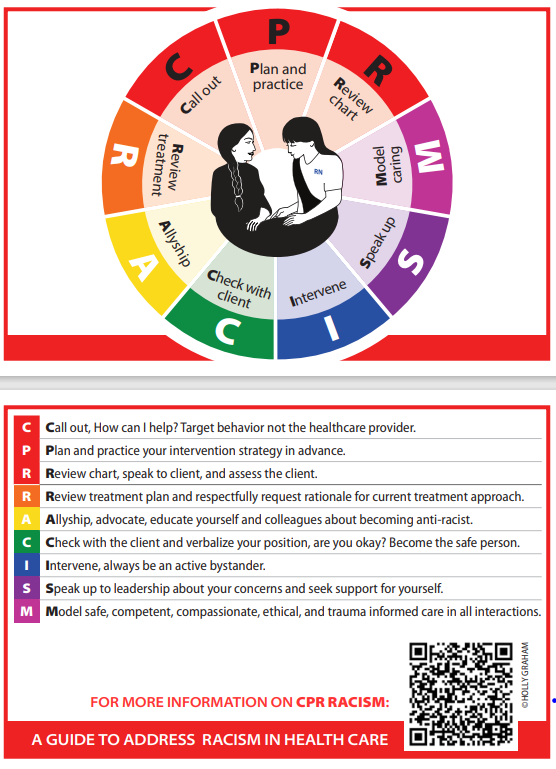 P
Plan and
practice
R
Review
chart
M
Model
caring
S
Speak up
I
Intervene
C
Check with
client
A
Allyship
R
Review
treatment
C
Call out
RN
C Call out, How can I help? Target behavior not the healthcare provider.
P Plan and practice your intervention strategy in advance.
R Review chart, speak to client, and assess the client.
R Review treatment plan and respectfully request rationale for current treatment approach.
A Allyship, advocate, educate yourself and colleagues about becoming anti-racist.
C Check with the client and verbalize your position, are you okay? Become the safe person.
I Intervene, always be an active bystander.
S Speak up to leadership about your concerns and seek support for yourself.
M Model safe, competent, compassionate, ethical, and trauma informed care in all interactions.
FOR MORE INFORMATION ON CPR RACISM:
©HOLLY GRAHAM
A GUIDE TO ADDRESS RACISM IN HEALTH CARE